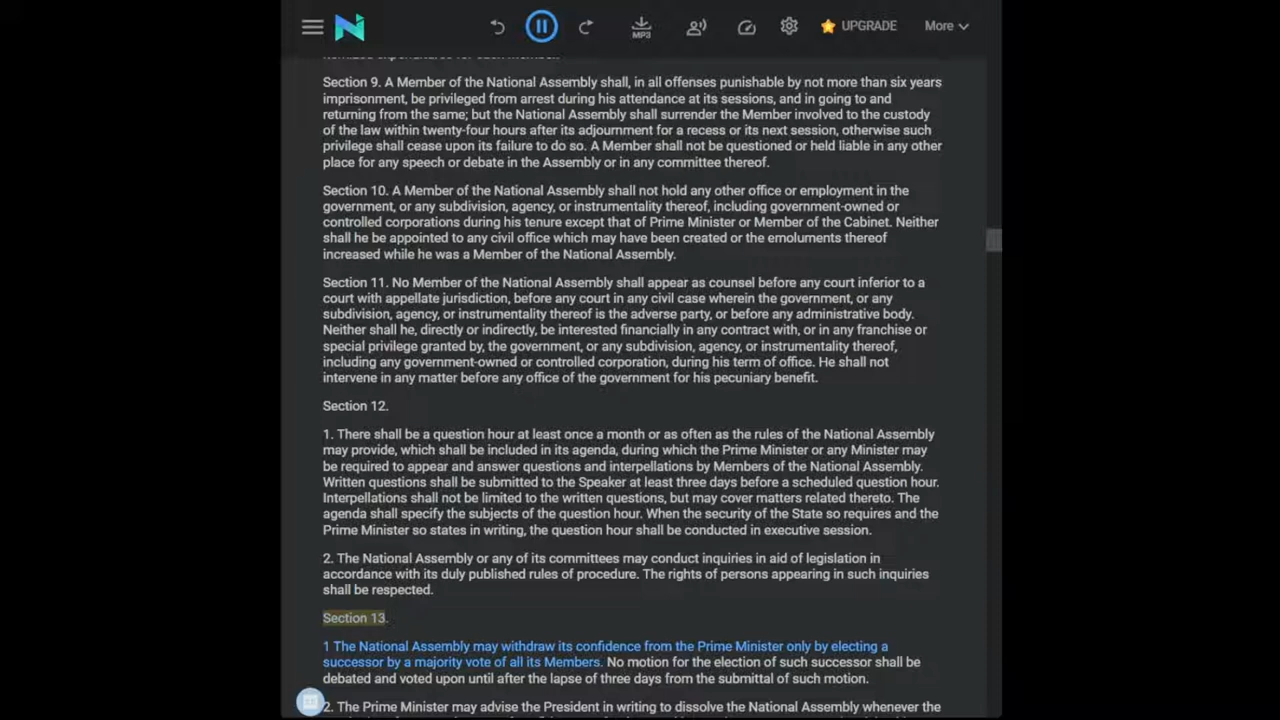 MP3
UPGRADE
More
Section 9. A Member of the National Assembly shall, in all offenses punishable by not more than six years
imprisonment, be privileged from arrest during his attendance at its sessions, and in going to and
returning from the same; but the National Assembly shall surrender the Member involved to the custody
of the law within twenty-four hours after its adjournment for a recess or its next session, otherwise such
privilege shall cease upon its failure to do so. A Member shall not be questioned or held liable in any other
place for any speech or debate in the Assembly or in any committee thereof.
Section 10. A Member of the National Assembly shall not hold any other office or employment in the
government, or any subdivision, agency, or instrumentality thereof, including government-owned or
controlled corporations during his tenure except that of Prime Minister or Member of the Cabinet. Neither
shall he be appointed to any civil office which may have been created or the emoluments thereof
increased while he was a Member of the National Assembly.
Section 11. No Member of the National Assembly shall appear as counsel before any court inferior to a
court with appellate jurisdiction, before any court in any civil case wherein the government, or any
subdivision, agency, or instrumentality thereof is the adverse party, or before any administrative body.
Neither shall he, directly or indirectly, be interested financially in any contract with, or in any franchise or
special privilege granted by, the government, or any subdivision, agency, or instrumentality thereof,
including any government-owned or controlled corporation, during his term of office. He shall not
intervene in any matter before any office of the government for his pecuniary benefit.
Section 12.
1. There shall be a question hour at least once a month or as often as the rules of the National Assembly
may provide, which shall be included in its agenda, during which the Prime Minister or any Minister may
be required to appear and answer questions and interpellations by Members of the National Assembly.
Written questions shall be submitted to the Speaker at least three days before a scheduled question hour.
Interpellations shall not be limited to the written questions, but may cover matters related thereto. The
agenda shall specify the subjects of the question hour. When the security of the State so requires and the
Prime Minister so states in writing, the question hour shall be conducted in executive session.
2. The National Assembly or any of its committees may conduct inquiries in aid of legislation in
accordance with its duly published rules of procedure. The rights of persons appearing in such inquiries
shall be respected.
Section 13.
1 The National Assembly may withdraw its confidence from the Prime Minister only by electing a
successor by a majority vote of all its Members. No motion for the election of such successor shall be
debated and voted upon until after the lapse of three days from the submittal of such motion.
2. The Prime Minister may advise the President in writing to dissolve the National Assembly whenever the